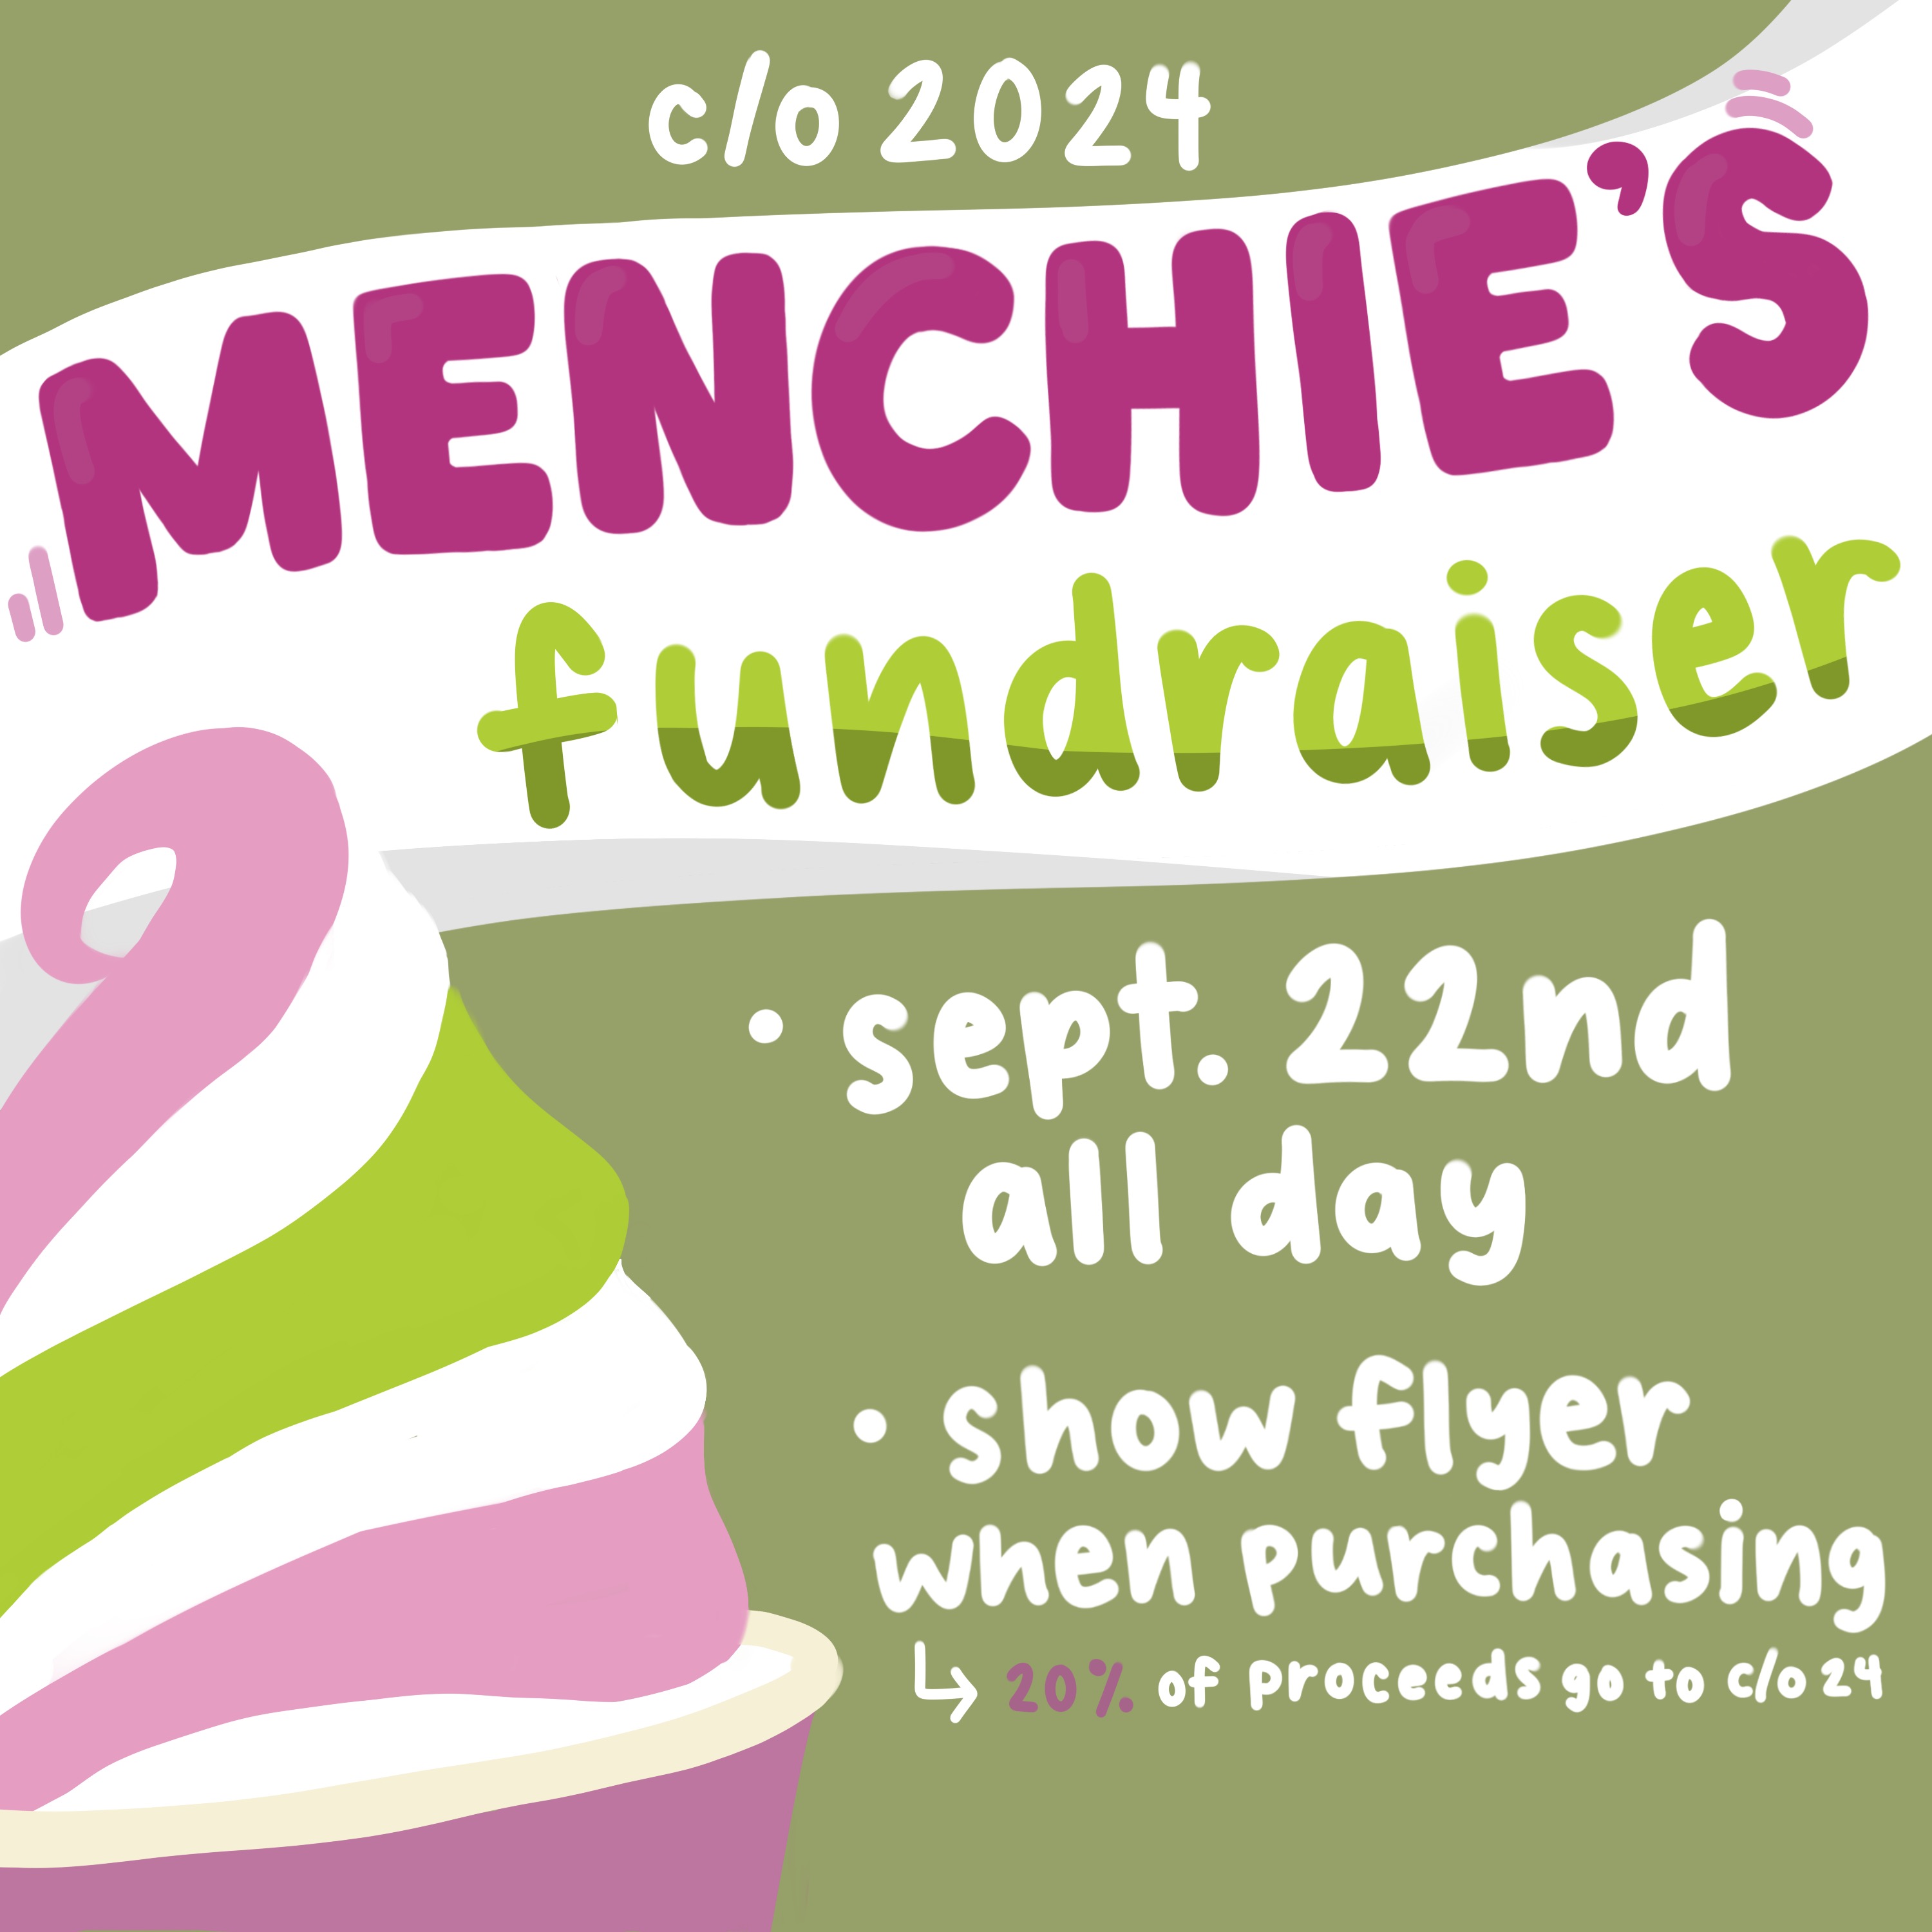 c/o 2024
MENCHIE'S
fundraiser
• sept. 22nd
all day
• show flyer
when purchasing
↳ 20% of proceeds go to c/o 24